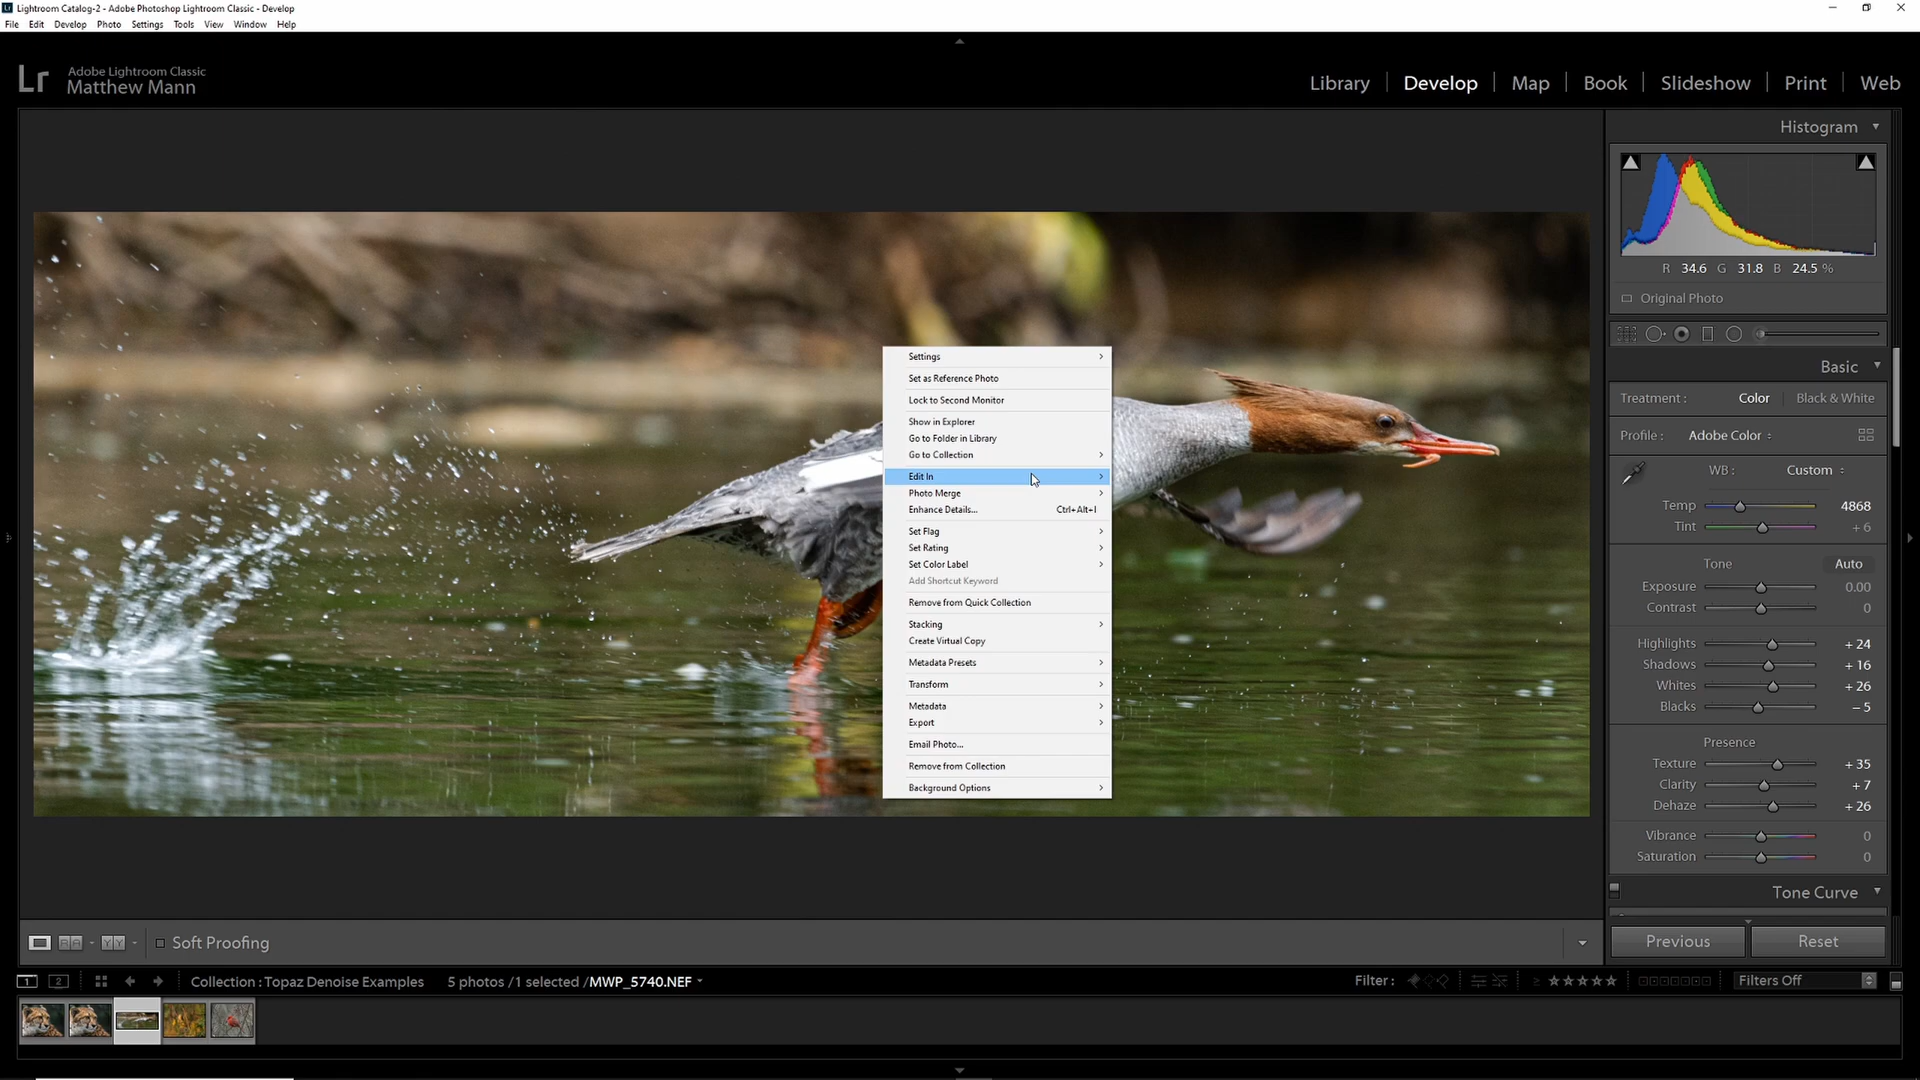 Lr Lightroom Catalog-2 - Adobe Photoshop Lightroom Classic - Develop
File Edit Develop Photo Settings Tools View Window Help
Lr Adobe Lightroom Classic
Matthew Mann
Library | Develop | Map | Book | Slideshow | Print | Web
Histogram
R 34.6 G 31.8 B 24.5 %
Original Photo
Basic
Treatment : Color | Black & White
Profile : Adobe Color
WB : Custom
Temp 4868
Tint + 6
Tone Auto
Exposure 0.00
Contrast 0
Highlights + 24
Shadows + 16
Whites + 26
Blacks – 5
Presence
Texture + 35
Clarity + 7
Dehaze + 26
Vibrance 0
Saturation 0
Tone Curve
Previous Reset
Settings
Set as Reference Photo
Lock to Second Monitor
Show in Explorer
Go to Folder in Library
Go to Collection
Edit In
Photo Merge
Enhance Details... Ctrl+Alt+I
Set Flag
Set Rating
Set Color Label
Add Shortcut Keyword
Remove from Quick Collection
Stacking
Create Virtual Copy
Metadata Presets
Transform
Metadata
Export
Email Photo...
Remove from Collection
Background Options
RA YY Soft Proofing
1 2 Collection : Topaz Denoise Examples 5 photos /1 selected /MWP_5740.NEF Filter : ≥ ★★★★★ Filters Off